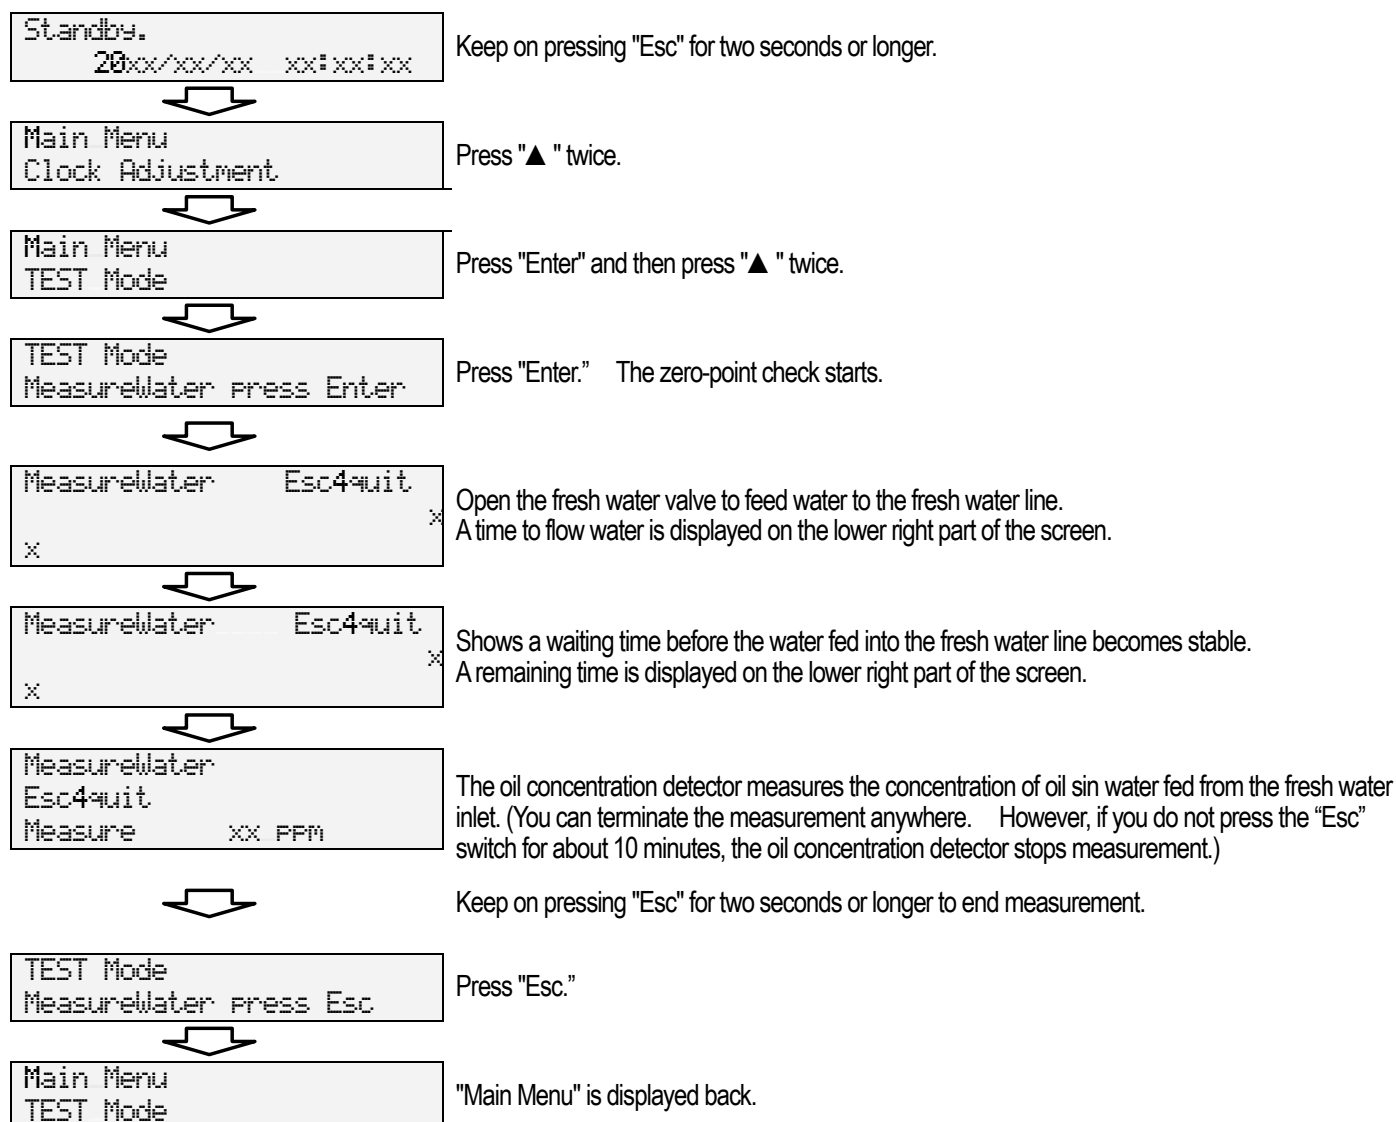 Standby.
20xx/xx/xx xx:xx:xx
Keep on pressing "Esc" for two seconds or longer.
Main Menu
Clock Adjustment
Press "▲ " twice.
Main Menu
TEST Mode
Press "Enter" and then press "▲ " twice.
TEST Mode
MeasureWater press Enter
Press "Enter.” The zero-point check starts.
MeasureWater Esc4quit
x
x
Open the fresh water valve to feed water to the fresh water line.
A time to flow water is displayed on the lower right part of the screen.
MeasureWater Esc4quit
x
x
Shows a waiting time before the water fed into the fresh water line becomes stable.
A remaining time is displayed on the lower right part of the screen.
MeasureWater
Esc4quit
Measure xx ppm
The oil concentration detector measures the concentration of oil sin water fed from the fresh water
inlet. (You can terminate the measurement anywhere. However, if you do not press the “Esc”
switch for about 10 minutes, the oil concentration detector stops measurement.)
Keep on pressing "Esc" for two seconds or longer to end measurement.
TEST Mode
MeasureWater press Esc
Press "Esc.”
Main Menu
TEST Mode
"Main Menu" is displayed back.